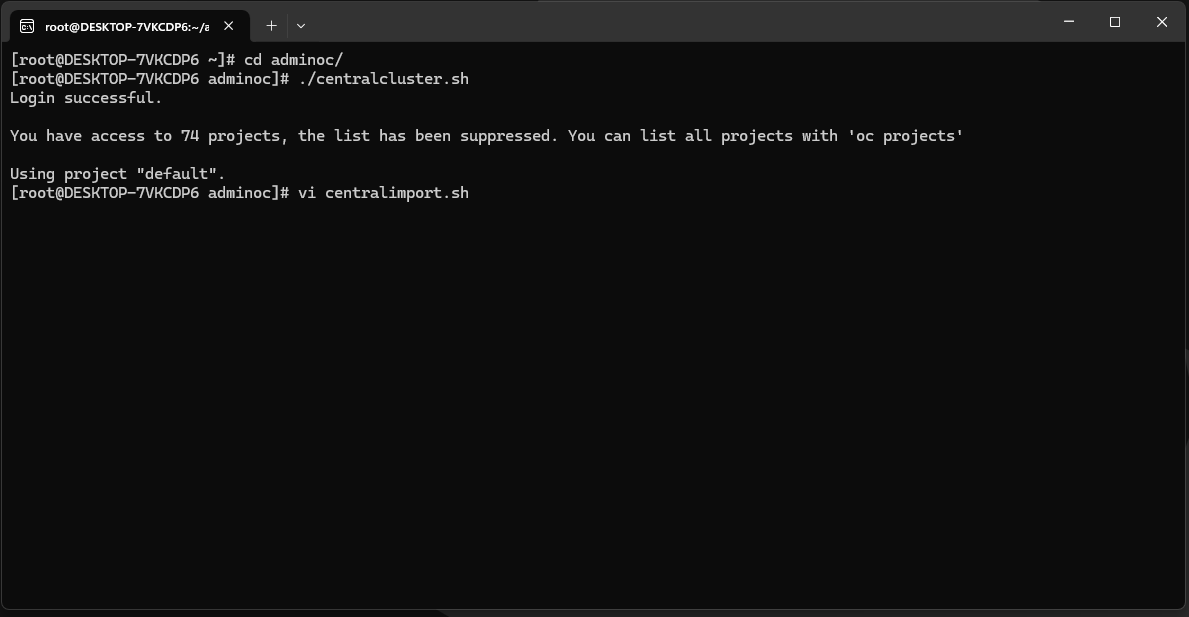 root@DESKTOP-7VKCDP6:~/a
[root@DESKTOP-7VKCDP6 ~]# cd adminoc/
[root@DESKTOP-7VKCDP6 adminoc]# ./centralcluster.sh
Login successful.
You have access to 74 projects, the list has been suppressed. You can list all projects with 'oc projects'
Using project "default".
[root@DESKTOP-7VKCDP6 adminoc]# vi centralimport.sh